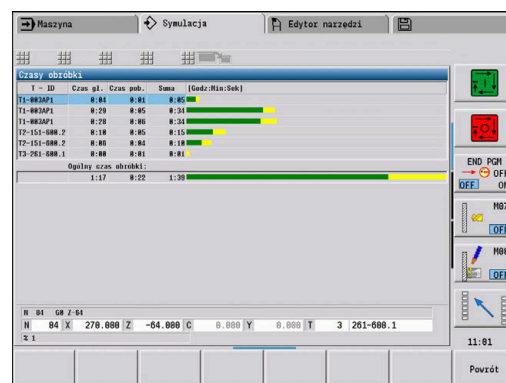 Maszyna Symulacja Edytor narzędzi
Czasy obróbki
T - ID Czas gł. Czas pob. Suma [Godz:Min:Sek]
T1-003AP1 0:04 0:01 0:05
T1-003AP1 0:29 0:05 0:34
T1-003AP1 0:28 0:06 0:34
T2-151-600.2 0:10 0:05 0:15
T2-151-600.2 0:06 0:04 0:10
T3-261-600.1 0:00 0:01 0:01
Ogólny czas obróbki:
1:17 0:22 1:39
N 84 G0 Z-64
N 84 X 270.000 Z -64.000 C 0.000 Y 0.000 T 3 261-600.1
% 1
END PGM
OFF
OFF ON
M07
OFF
M08
OFF
11:01
Powrót